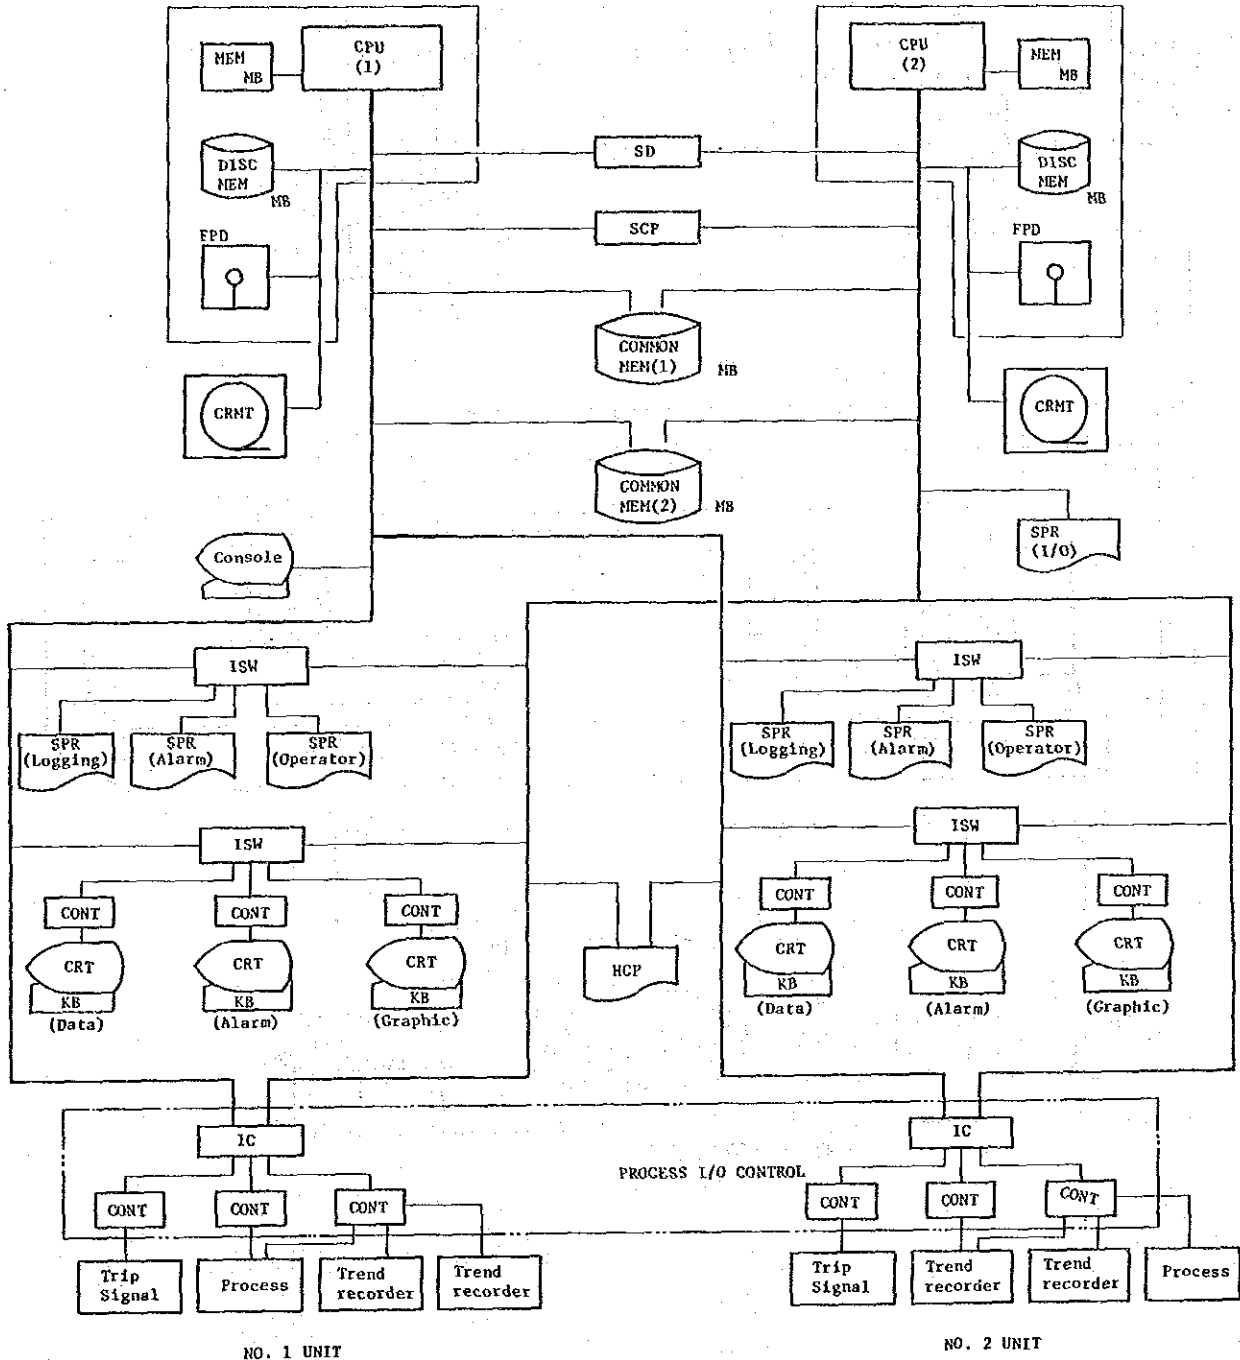 CPU
(1)
MEM
MB
DISC
MEM
MB
FPD
CRMT
Console
CPU
(2)
MEM
MB
DISC
MEM
MB
FPD
CRMT
SPR
(I/O)
SD
SCP
COMMON
MEM(1)
MB
COMMON
MEM(2)
MB
ISW
SPR
(Logging)
SPR
(Alarm)
SPR
(Operator)
ISW
SPR
(Logging)
SPR
(Alarm)
SPR
(Operator)
ISW
CONT
CONT
CONT
CRT
CRT
CRT
KB
KB
KB
(Data)
(Alarm)
(Graphic)
HCP
ISW
CONT
CONT
CONT
CRT
CRT
CRT
KB
KB
KB
(Data)
(Alarm)
(Graphic)
IC
CONT
CONT
CONT
PROCESS I/O CONTROL
IC
CONT
CONT
CONT
Trip
Signal
Process
Trend
recorder
Trend
recorder
Trip
Signal
Trend
recorder
Trend
recorder
Process
NO. 1 UNIT
NO. 2 UNIT